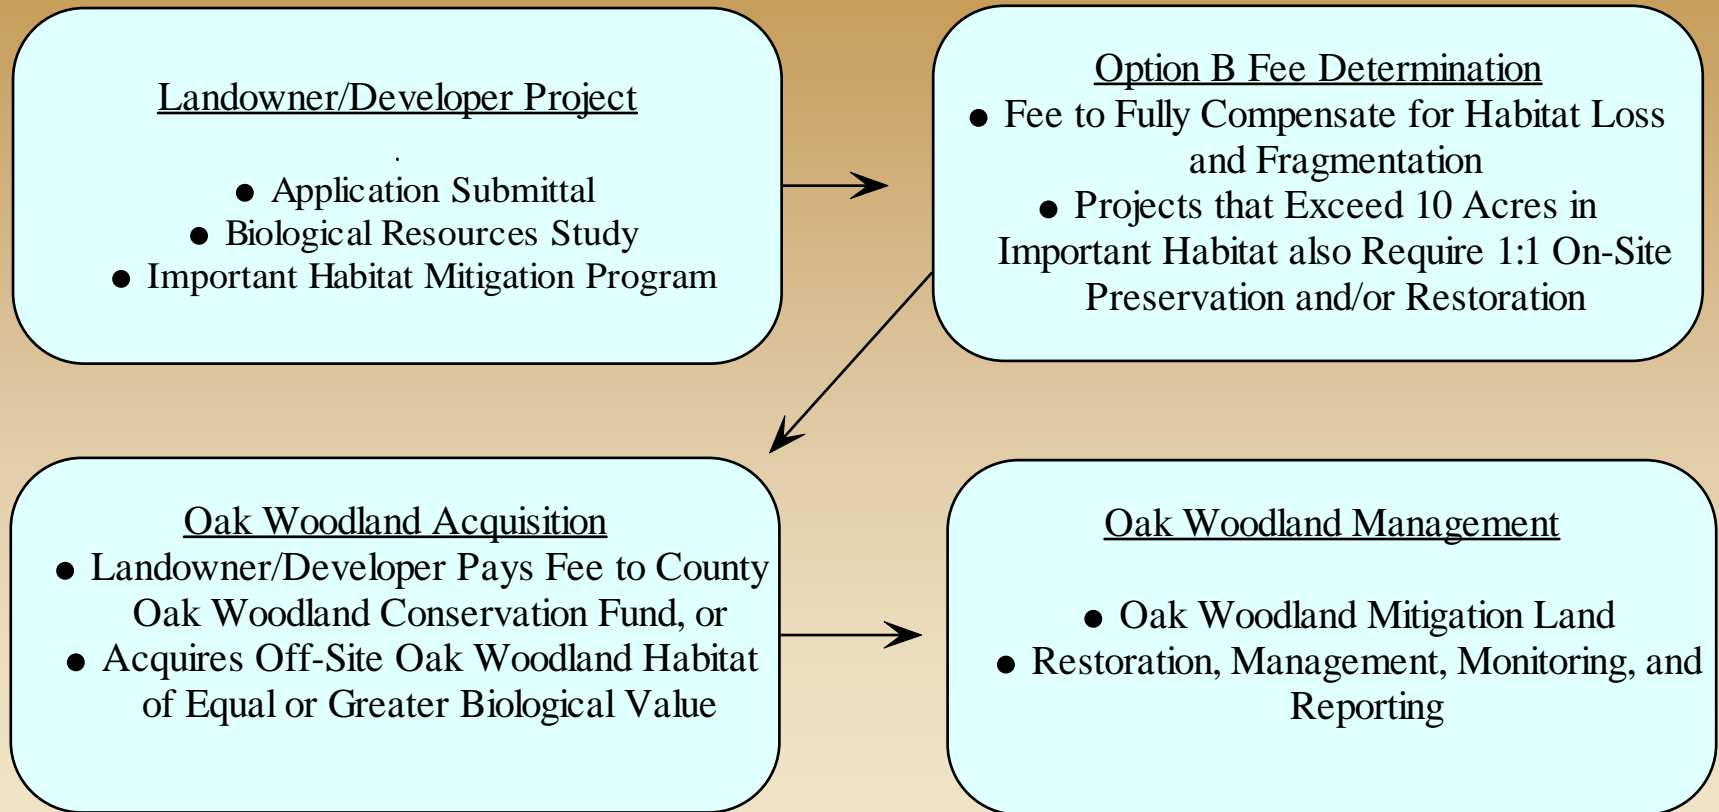 Landowner/Developer Project
.
● Application Submittal
● Biological Resources Study
● Important Habitat Mitigation Program
Option B Fee Determination
● Fee to Fully Compensate for Habitat Loss
and Fragmentation
● Projects that Exceed 10 Acres in
Important Habitat also Require 1:1 On-Site
Preservation and/or Restoration
Oak Woodland Acquisition
● Landowner/Developer Pays Fee to County
Oak Woodland Conservation Fund, or
● Acquires Off-Site Oak Woodland Habitat
of Equal or Greater Biological Value
Oak Woodland Management
● Oak Woodland Mitigation Land
● Restoration, Management, Monitoring, and
Reporting